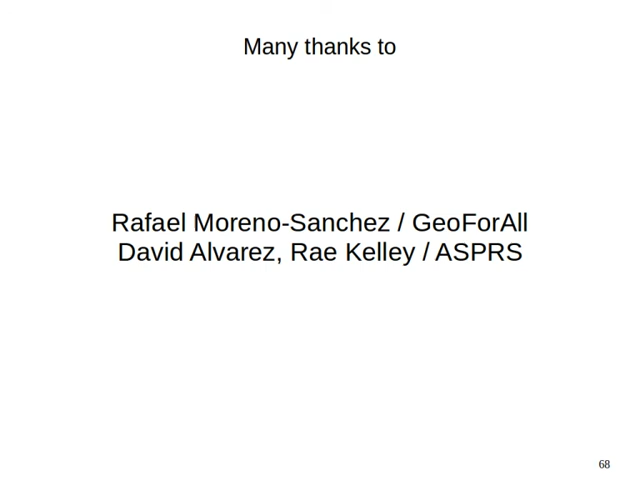 Many thanks to
Rafael Moreno-Sanchez / GeoForAll
David Alvarez, Rae Kelley / ASPRS
68